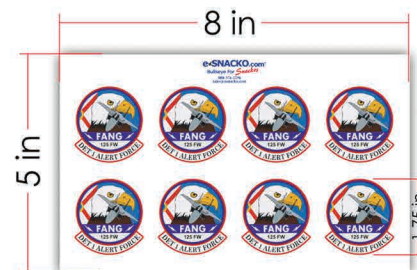 8 in
5 in
e-SNACKO.com
Bullseye For Snackos
FANG
125 FW
DET 1 ALERT FORCE
FANG
125 FW
DET 1 ALERT FORCE
FANG
125 FW
DET 1 ALERT FORCE
FANG
125 FW
DET 1 ALERT FORCE
FANG
125 FW
DET 1 ALERT FORCE
FANG
125 FW
DET 1 ALERT FORCE
FANG
125 FW
DET 1 ALERT FORCE
FANG
125 FW
DET 1 ALERT FORCE
1.75 in